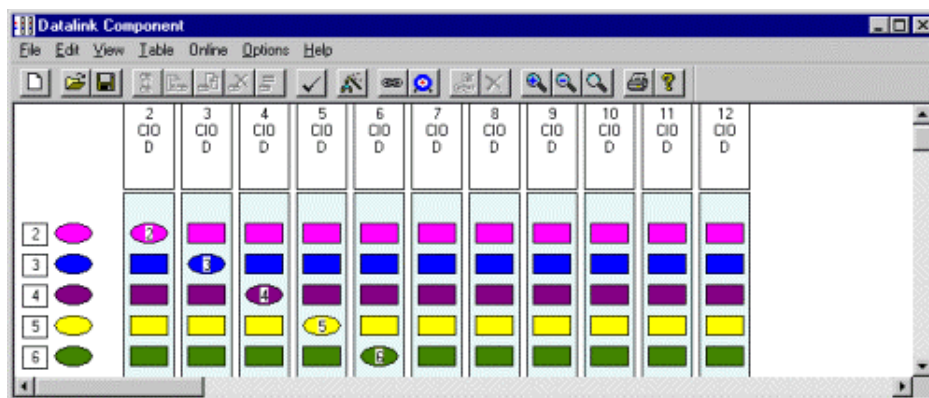 Datalink Component
File Edit View Table Online Options Help
2 3 4 5 6 7 8 9 10 11 12
CIO CIO CIO CIO CIO CIO CIO CIO CIO CIO CIO
D D D D D D D D D D D
2 2
3 3
4 4
5 5
6 6